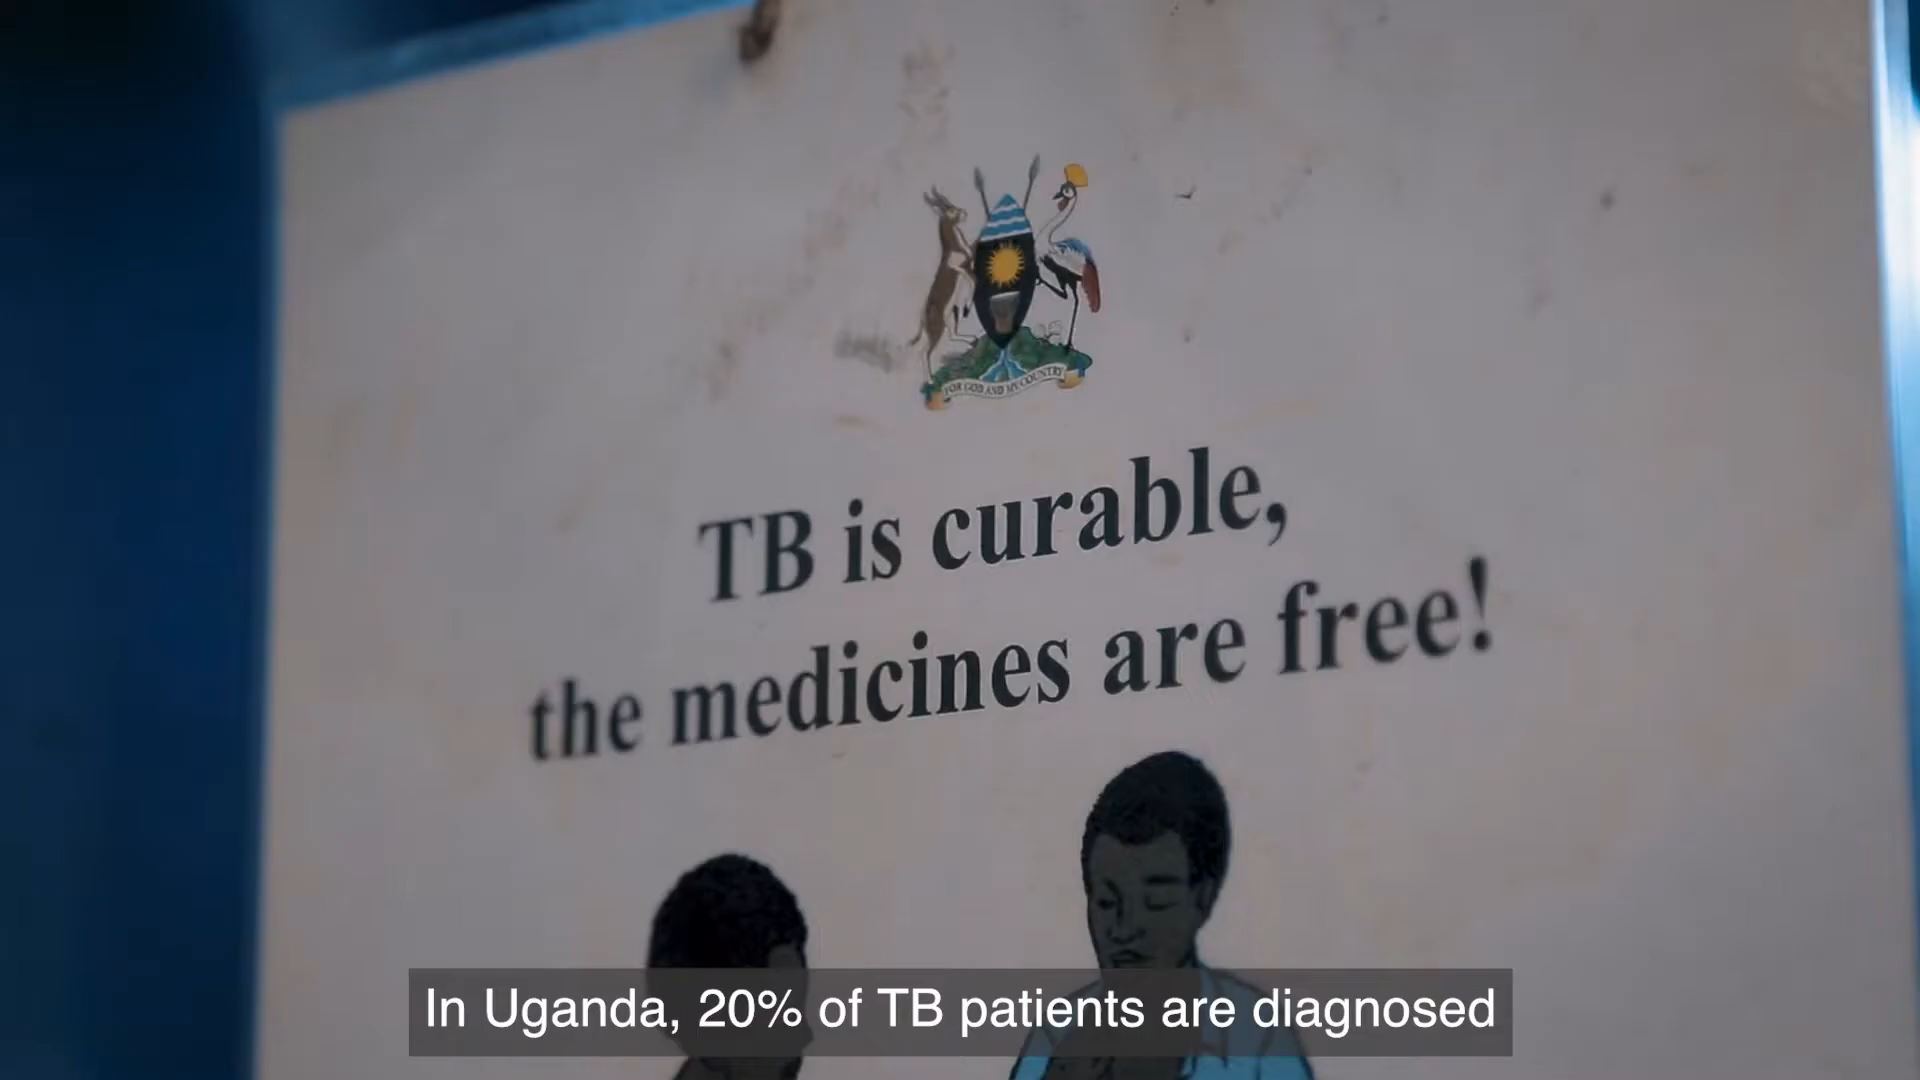 FOR GOD AND MY COUNTRY
TB is curable,
the medicines are free!
In Uganda, 20% of TB patients are diagnosed